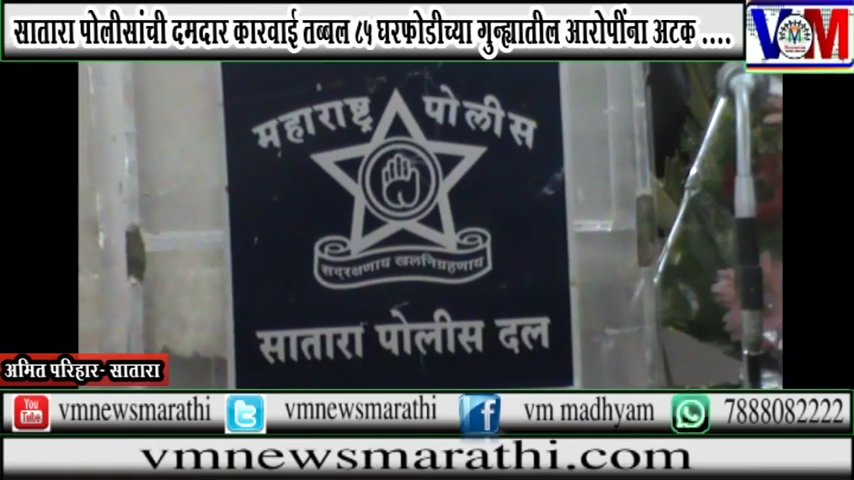 सातारा पोलीसांची दमदार कारवाई तब्बल ८५ घरफोडीच्या गुन्ह्यातील आरोपींना अटक ....
VM
महाराष्ट्र पोलीस
सद्रक्षणाय खलनिग्रहणाय
सातारा पोलीस दल
अमित परिहार- सातारा
You Tube vmnewsmarathi vmnewsmarathi f vm madhyam 7888082222
vmnewsmarathi.com